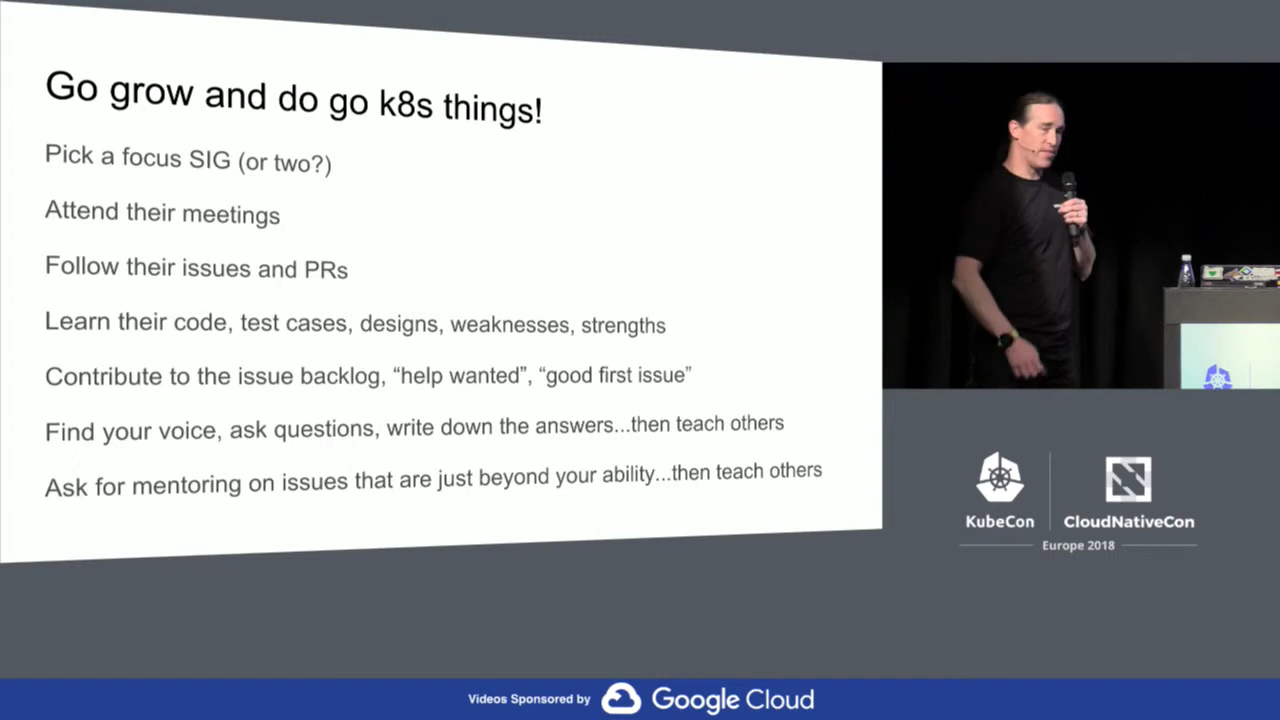 Go grow and do go k8s things!
Pick a focus SIG (or two?)
Attend their meetings
Follow their issues and PRs
Learn their code, test cases, designs, weaknesses, strengths
Contribute to the issue backlog, “help wanted”, “good first issue”
Find your voice, ask questions, write down the answers...then teach others
Ask for mentoring on issues that are just beyond your ability...then teach others
KubeCon
CloudNativeCon
Europe 2018
Videos Sponsored by Google Cloud